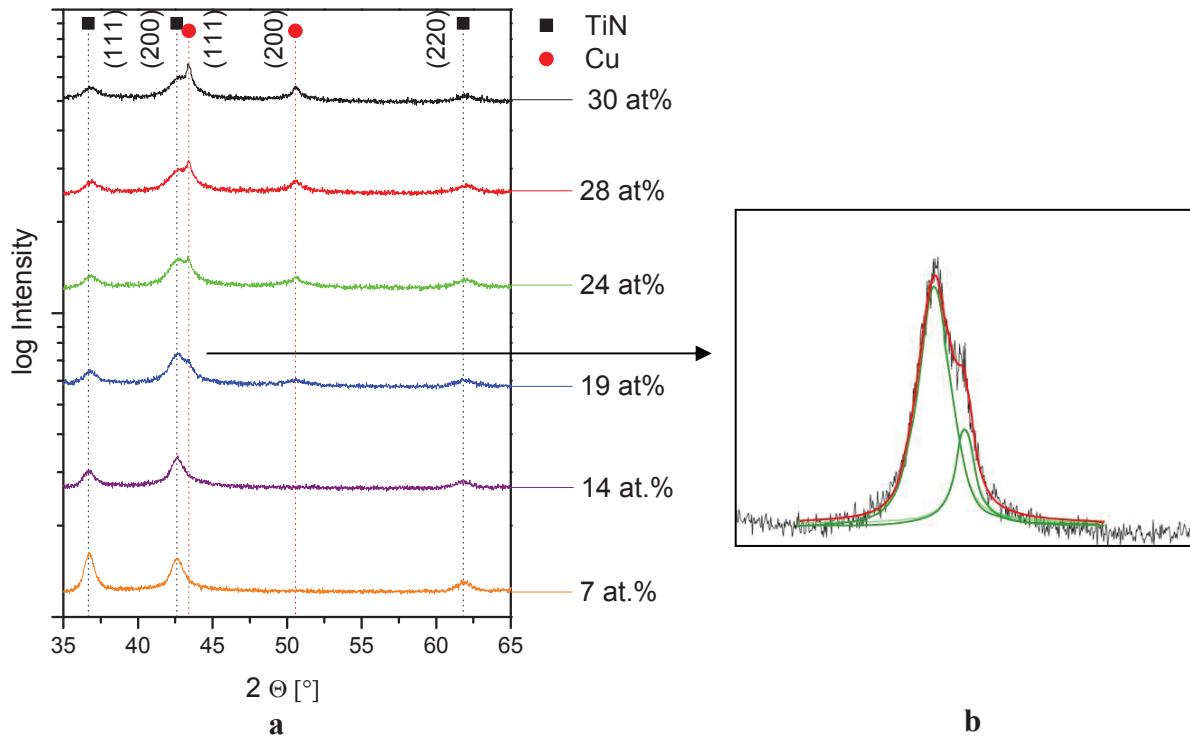 (111)
(200)
(111)
(200)
(220)
TiN
Cu
30 at%
28 at%
24 at%
19 at%
14 at.%
7 at.%
log Intensity
35 40 45 50 55 60 65
2 Θ [°]
a
b